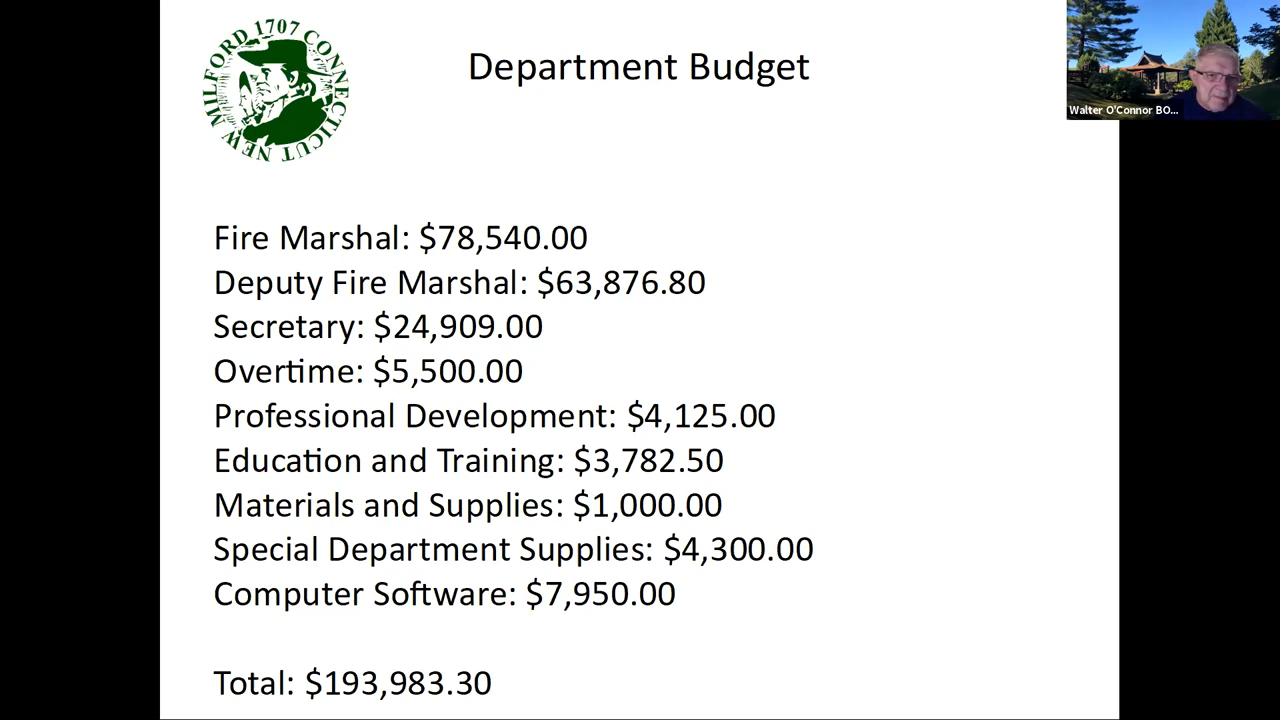 NEW MILFORD 1707 CONNECTICUT
Department Budget
Walter O'Connor BO...
Fire Marshal: $78,540.00
Deputy Fire Marshal: $63,876.80
Secretary: $24,909.00
Overtime: $5,500.00
Professional Development: $4,125.00
Education and Training: $3,782.50
Materials and Supplies: $1,000.00
Special Department Supplies: $4,300.00
Computer Software: $7,950.00
Total: $193,983.30